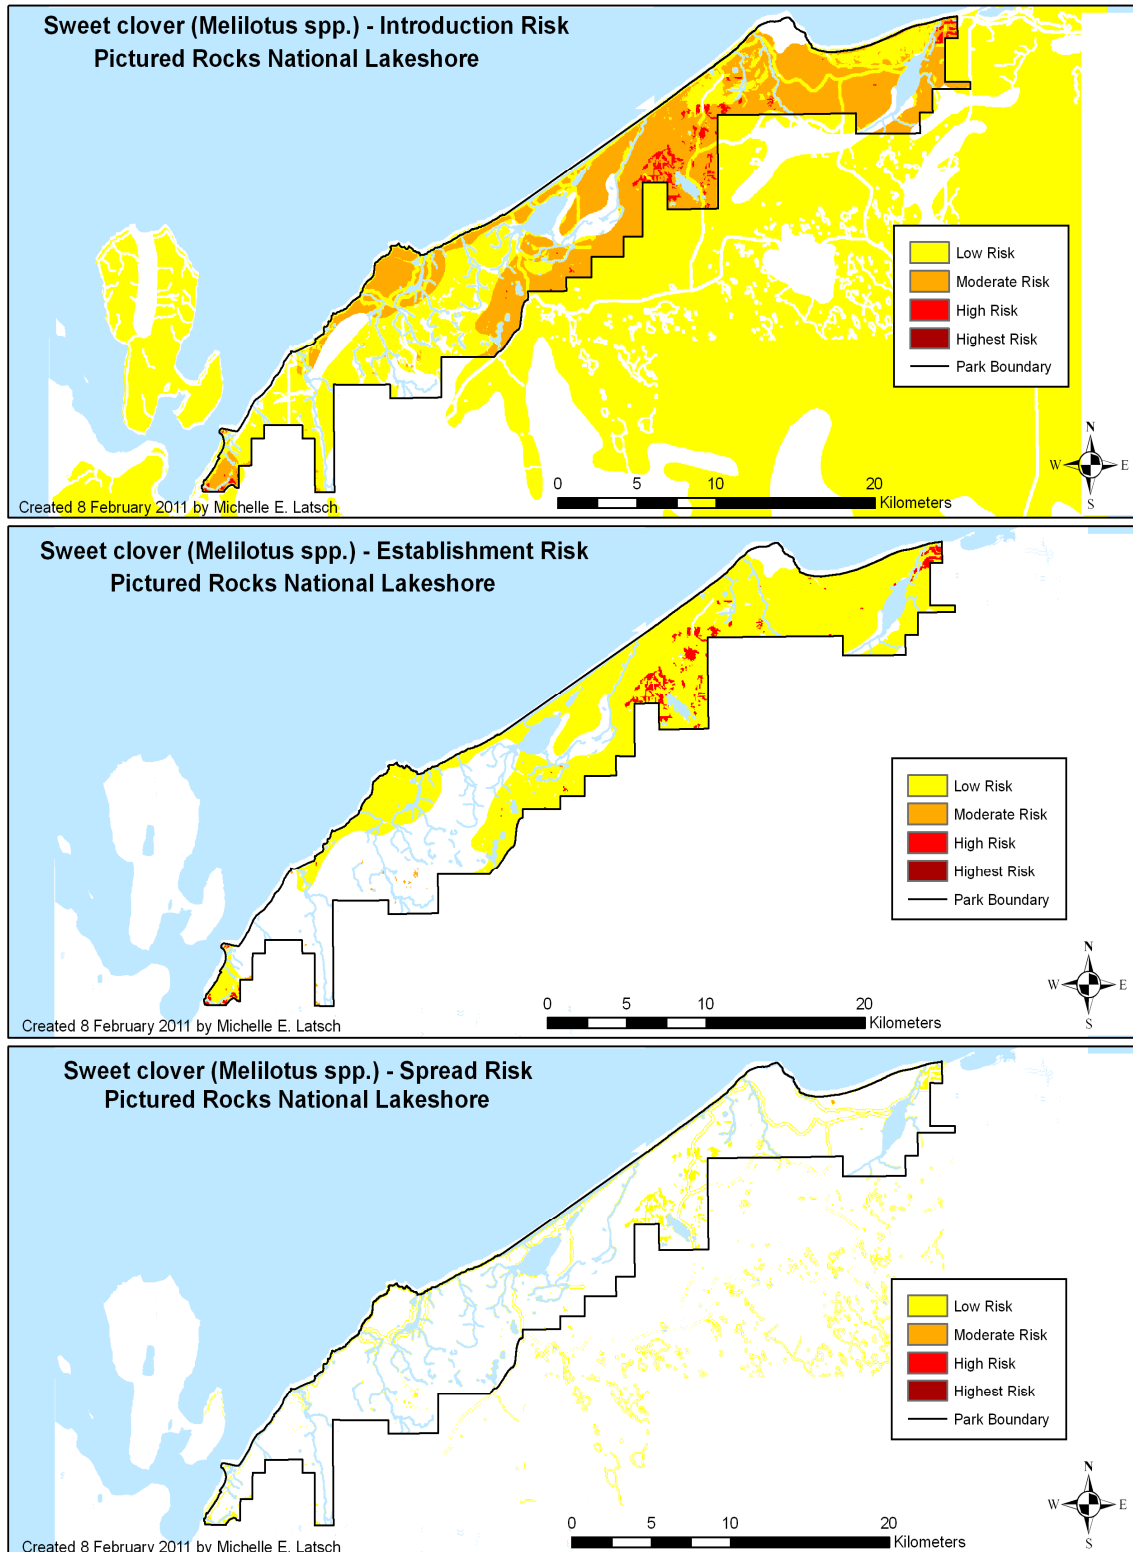 Sweet clover (Melilotus spp.) - Introduction Risk
Pictured Rocks National Lakeshore
Low Risk
Moderate Risk
High Risk
Highest Risk
Park Boundary
N
W E
S
0 5 10 20
Kilometers
Created 8 February 2011 by Michelle E. Latsch
Sweet clover (Melilotus spp.) - Establishment Risk
Pictured Rocks National Lakeshore
Low Risk
Moderate Risk
High Risk
Highest Risk
Park Boundary
N
W E
S
0 5 10 20
Kilometers
Created 8 February 2011 by Michelle E. Latsch
Sweet clover (Melilotus spp.) - Spread Risk
Pictured Rocks National Lakeshore
Low Risk
Moderate Risk
High Risk
Highest Risk
Park Boundary
N
W E
S
0 5 10 20
Kilometers
Created 8 February 2011 by Michelle E. Latsch